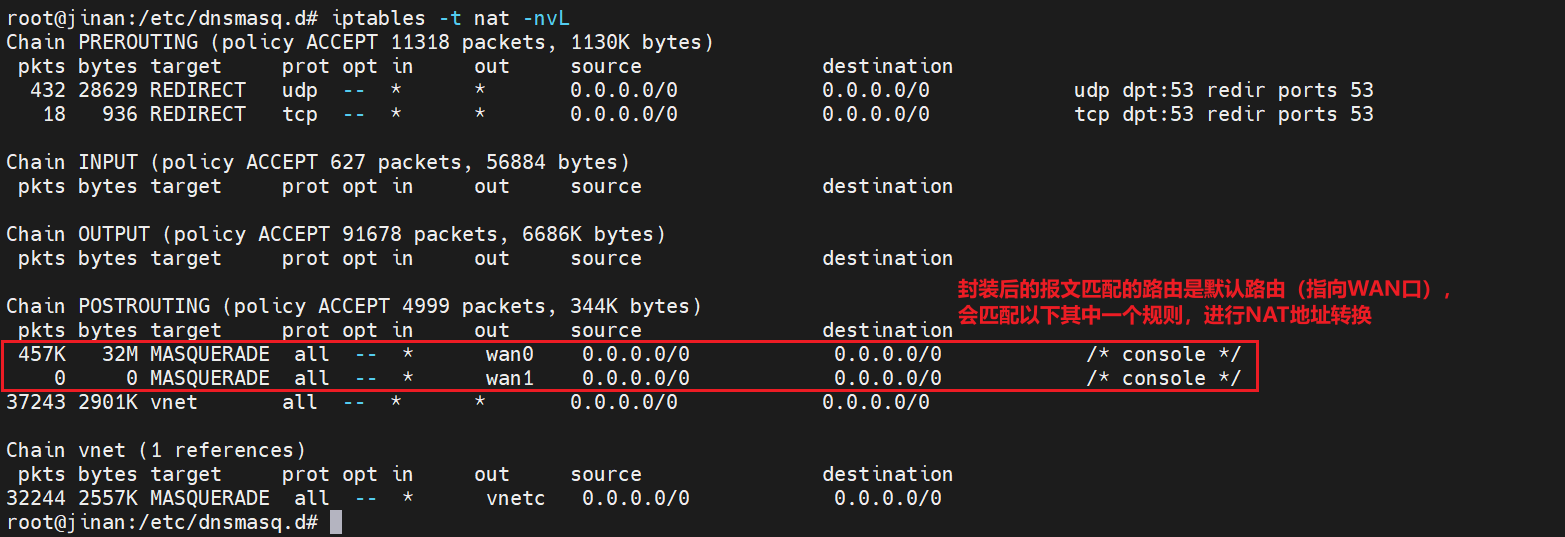 root@jinan:/etc/dnsmasq.d# iptables -t nat -nvL
Chain PREROUTING (policy ACCEPT 11318 packets, 1130K bytes)
pkts bytes target prot opt in out source destination
432 28629 REDIRECT udp -- * * 0.0.0.0/0 0.0.0.0/0 udp dpt:53 redir ports 53
18 936 REDIRECT tcp -- * * 0.0.0.0/0 0.0.0.0/0 tcp dpt:53 redir ports 53
Chain INPUT (policy ACCEPT 627 packets, 56884 bytes)
pkts bytes target prot opt in out source destination
Chain OUTPUT (policy ACCEPT 91678 packets, 6686K bytes)
pkts bytes target prot opt in out source destination
封装后的报文匹配的路由是默认路由（指向WAN口），
会匹配以下其中一个规则，进行NAT地址转换
Chain POSTROUTING (policy ACCEPT 4999 packets, 344K bytes)
pkts bytes target prot opt in out source destination
457K 32M MASQUERADE all -- * wan0 0.0.0.0/0 0.0.0.0/0 /* console */
0 0 MASQUERADE all -- * wan1 0.0.0.0/0 0.0.0.0/0 /* console */
37243 2901K vnet all -- * * 0.0.0.0/0 0.0.0.0/0
Chain vnet (1 references)
pkts bytes target prot opt in out source destination
32244 2557K MASQUERADE all -- * vnetc 0.0.0.0/0 0.0.0.0/0
root@jinan:/etc/dnsmasq.d#